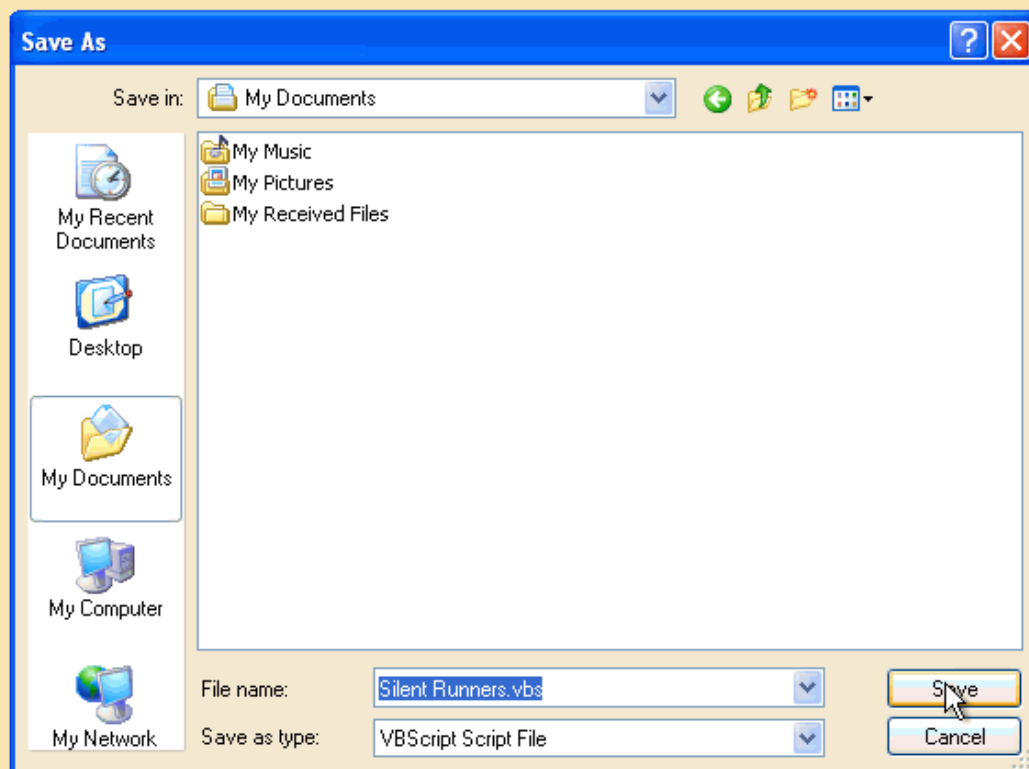 Save As
?
Save in:
My Documents
My Recent
Documents
Desktop
My Documents
My Computer
My Network
My Music
My Pictures
My Received Files
File name:
Silent Runners.vbs
Save
Save as type:
VBScript Script File
Cancel